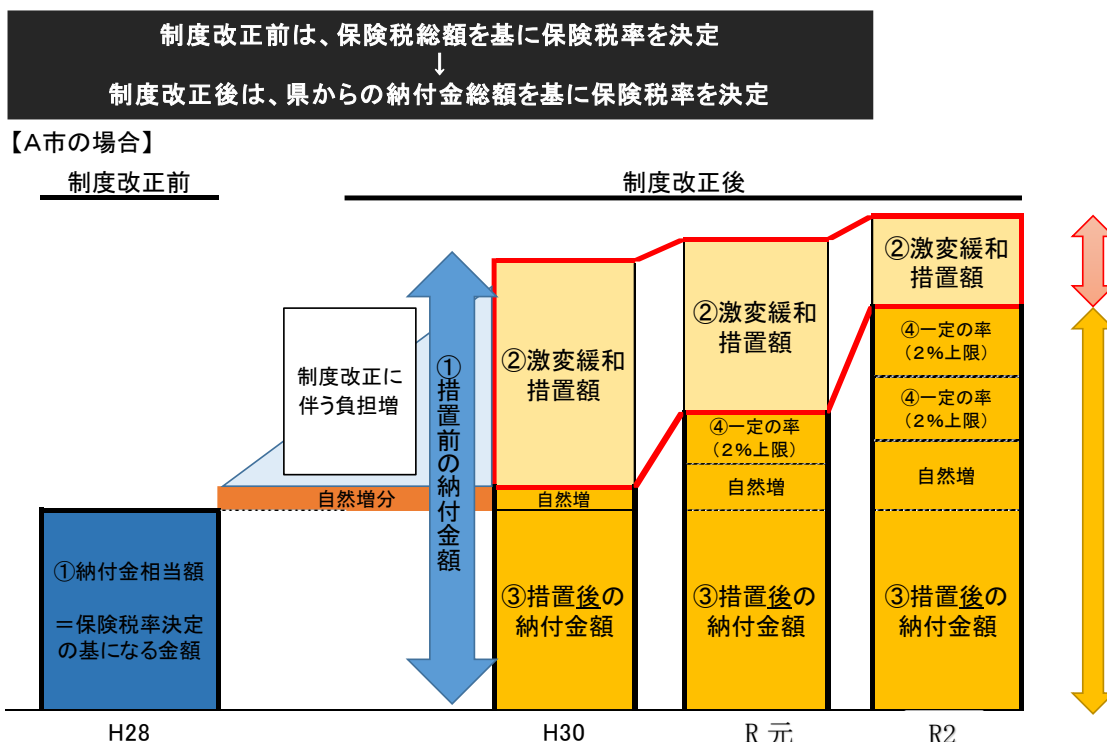 制度改正前は、保険税総額を基に保険税率を決定
↓
制度改正後は、県からの納付金総額を基に保険税率を決定
【A市の場合】
制度改正前
制度改正後
①納付金相当額
＝保険税率決定
の基になる金額
制度改正に
伴う負担増
自然増分
①措置前の納付金額
②激変緩和
措置額
自然増
③措置後の
納付金額
②激変緩和
措置額
④一定の率
（2％上限）
自然増
③措置後の
納付金額
②激変緩和
措置額
④一定の率
（2％上限）
④一定の率
（2％上限）
自然増
③措置後の
納付金額
H28
H30
R 元
R2